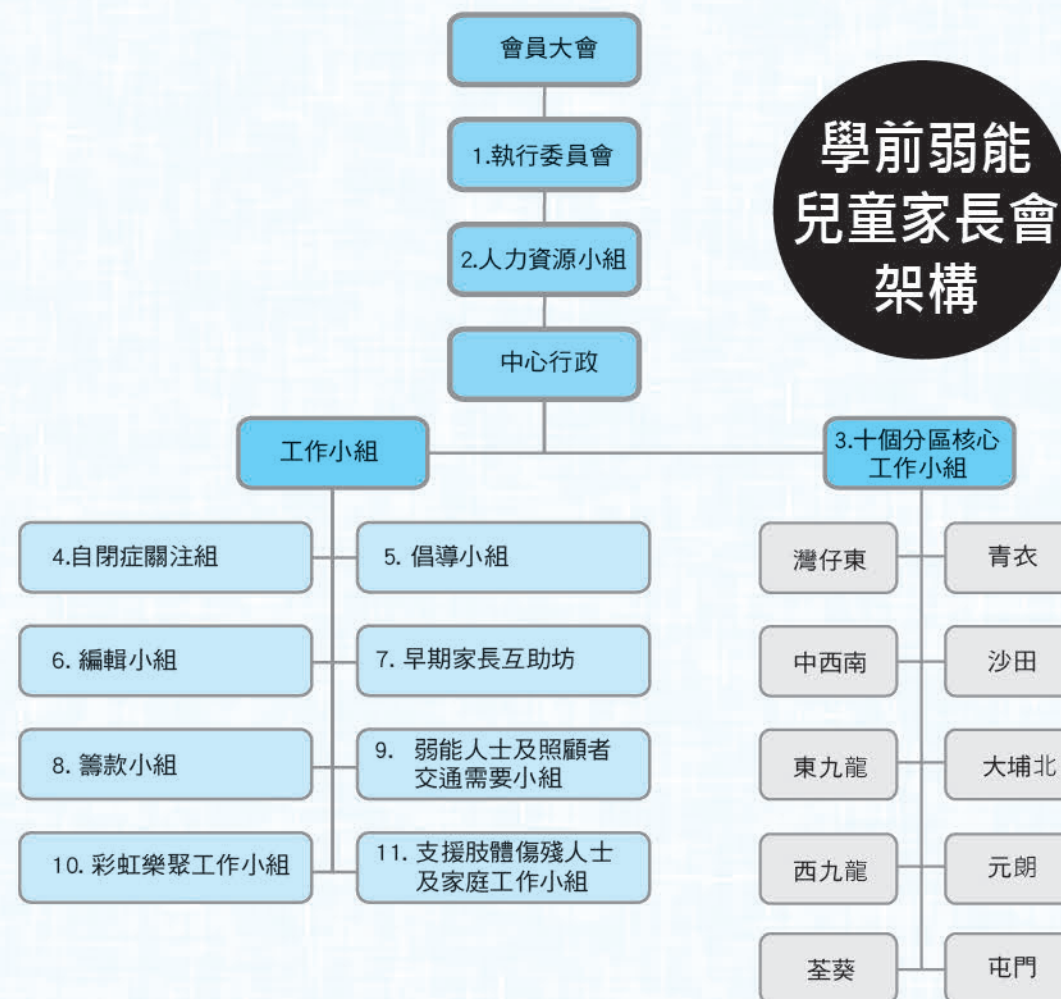 會員大會
1.執行委員會
2.人力資源小組
中心行政
學前弱能
兒童家長會
架構
工作小組
4.自閉症關注組
5. 倡導小組
6. 編輯小組
7. 早期家長互助坊
8. 籌款小組
9. 弱能人士及照顧者
交通需要小組
10. 彩虹樂聚工作小組
11. 支援肢體傷殘人士
及家庭工作小組
3.十個分區核心
工作小組
灣仔東
青衣
中西南
沙田
東九龍
大埔北
西九龍
元朗
荃葵
屯門